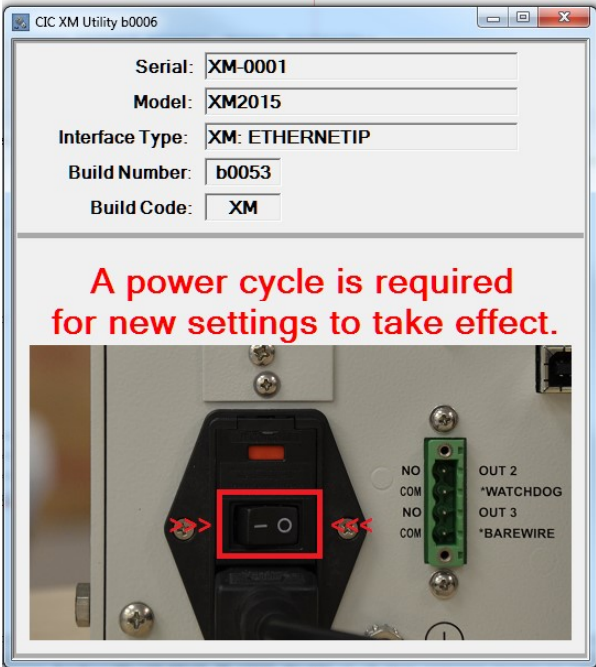 CIC XM Utility b0006
Serial: XM-0001
Model: XM2015
Interface Type: XM: ETHERNETIP
Build Number: b0053
Build Code: XM
A power cycle is required
for new settings to take effect.
NO OUT 2
COM *WATCHDOG
NO OUT 3
COM *BAREWIRE
>>> — O <<<